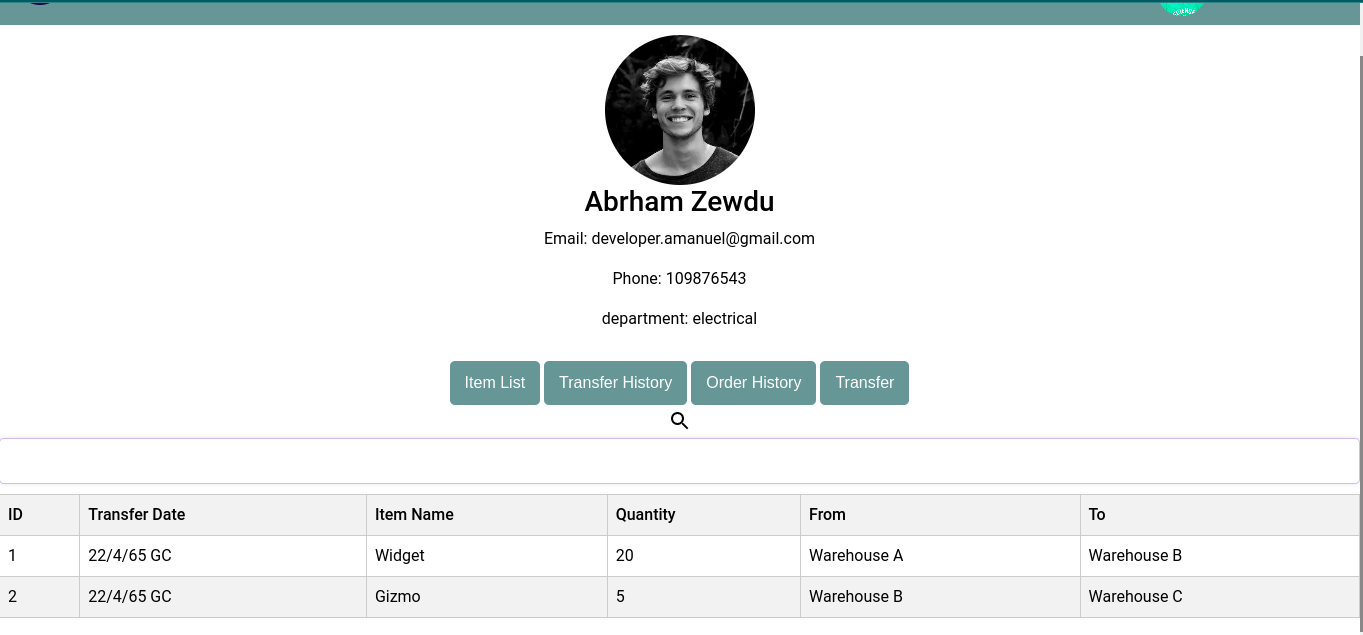 Abrham Zewdu
Email: developer.amanuel@gmail.com
Phone: 109876543
department: electrical
Item List Transfer History Order History Transfer
ID Transfer Date Item Name Quantity From To
1 22/4/65 GC Widget 20 Warehouse A Warehouse B
2 22/4/65 GC Gizmo 5 Warehouse B Warehouse C